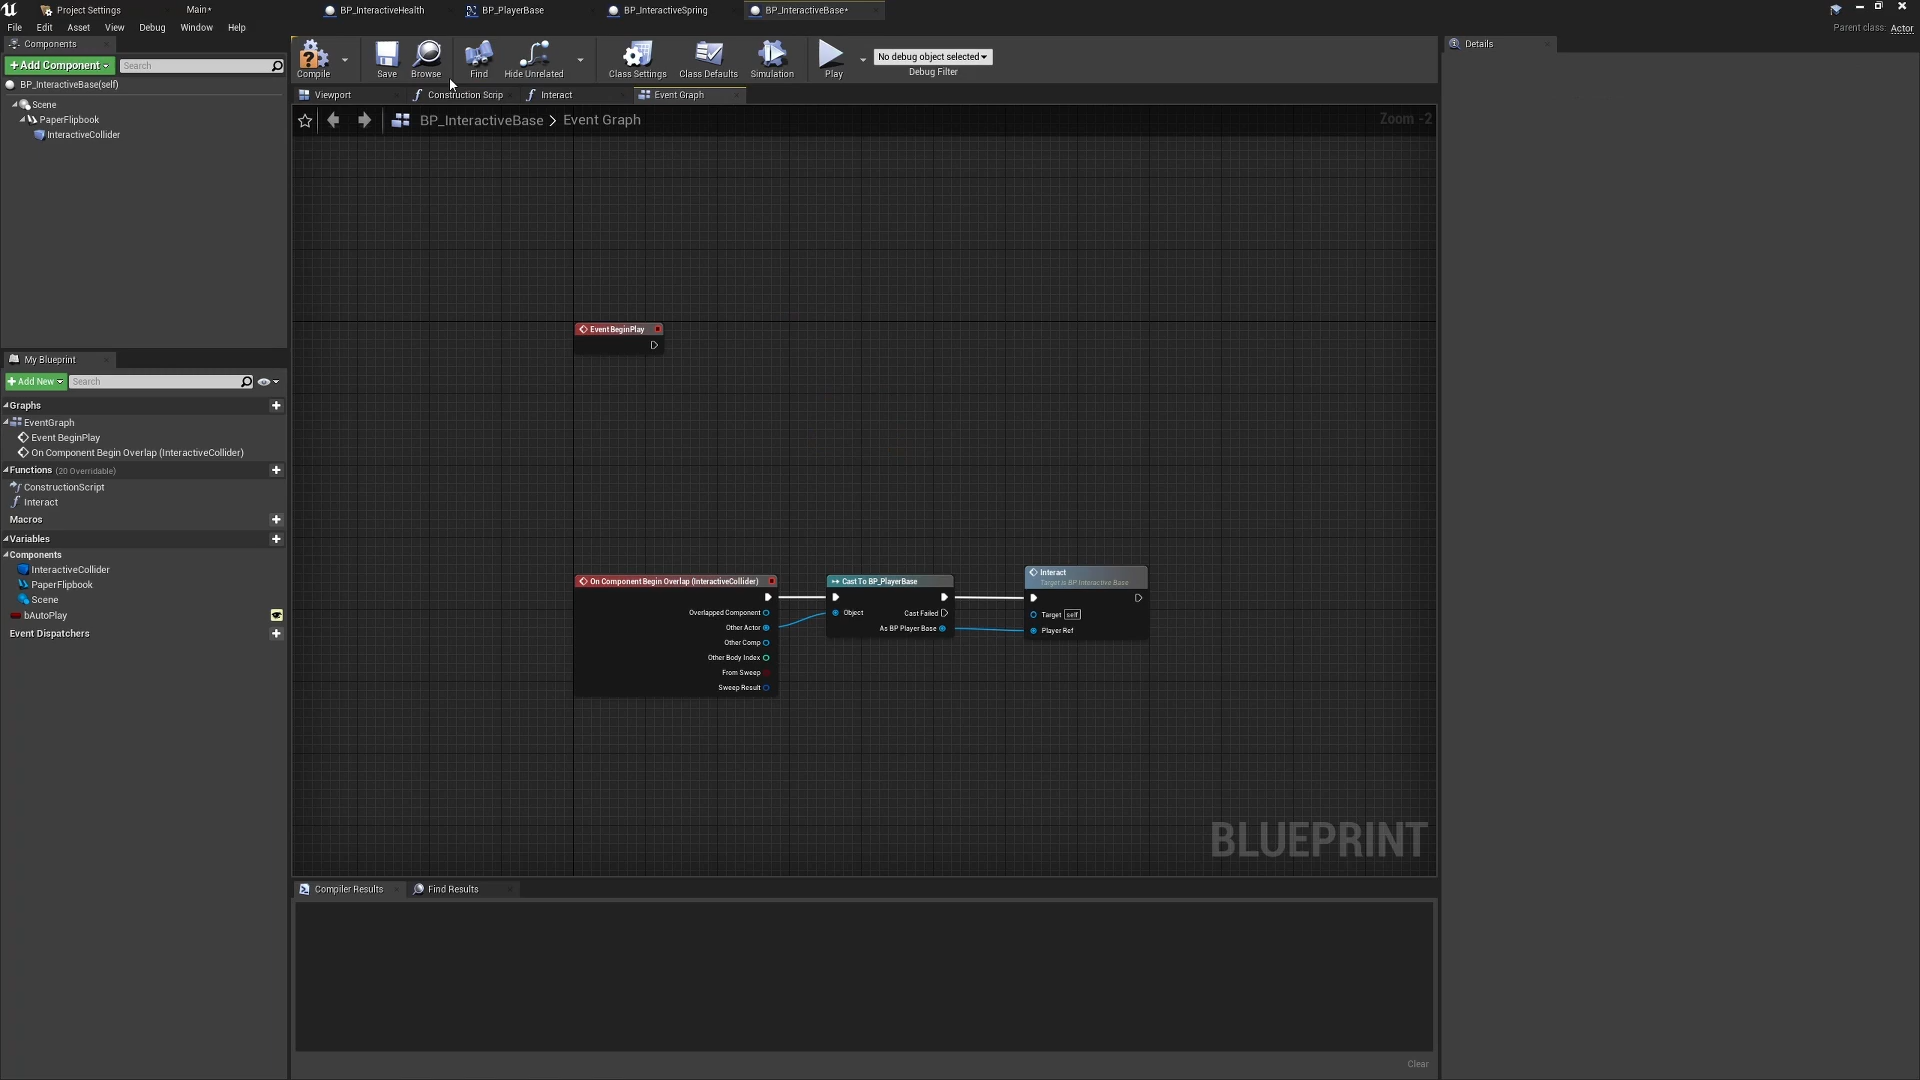 Project Settings
Main*
BP_InteractiveHealth
BP_PlayerBase
BP_InteractiveSpring
BP_InteractiveBase*
File Edit Asset View Debug Window Help
Parent class: Actor
Components
+Add Component
Search
BP_InteractiveBase(self)
Scene
PaperFlipbook
InteractiveCollider
Compile
Save
Browse
Find
Hide Unrelated
Class Settings
Class Defaults
Simulation
Play
No debug object selected
Debug Filter
Details
Viewport
Construction Scrip
Interact
Event Graph
BP_InteractiveBase > Event Graph
Zoom -2
Event BeginPlay
On Component Begin Overlap (InteractiveCollider)
Overlapped Component
Other Actor
Other Comp
Other Body Index
From Sweep
Sweep Result
Cast To BP_PlayerBase
Object
Cast Failed
As BP Player Base
Interact
Target is BP Interactive Base
Target self
Player Ref
BLUEPRINT
My Blueprint
+Add New
Search
Graphs
EventGraph
Event BeginPlay
On Component Begin Overlap (InteractiveCollider)
Functions (20 Overridable)
ConstructionScript
Interact
Macros
Variables
Components
InteractiveCollider
PaperFlipbook
Scene
bAutoPlay
Event Dispatchers
Compiler Results
Find Results
Clear